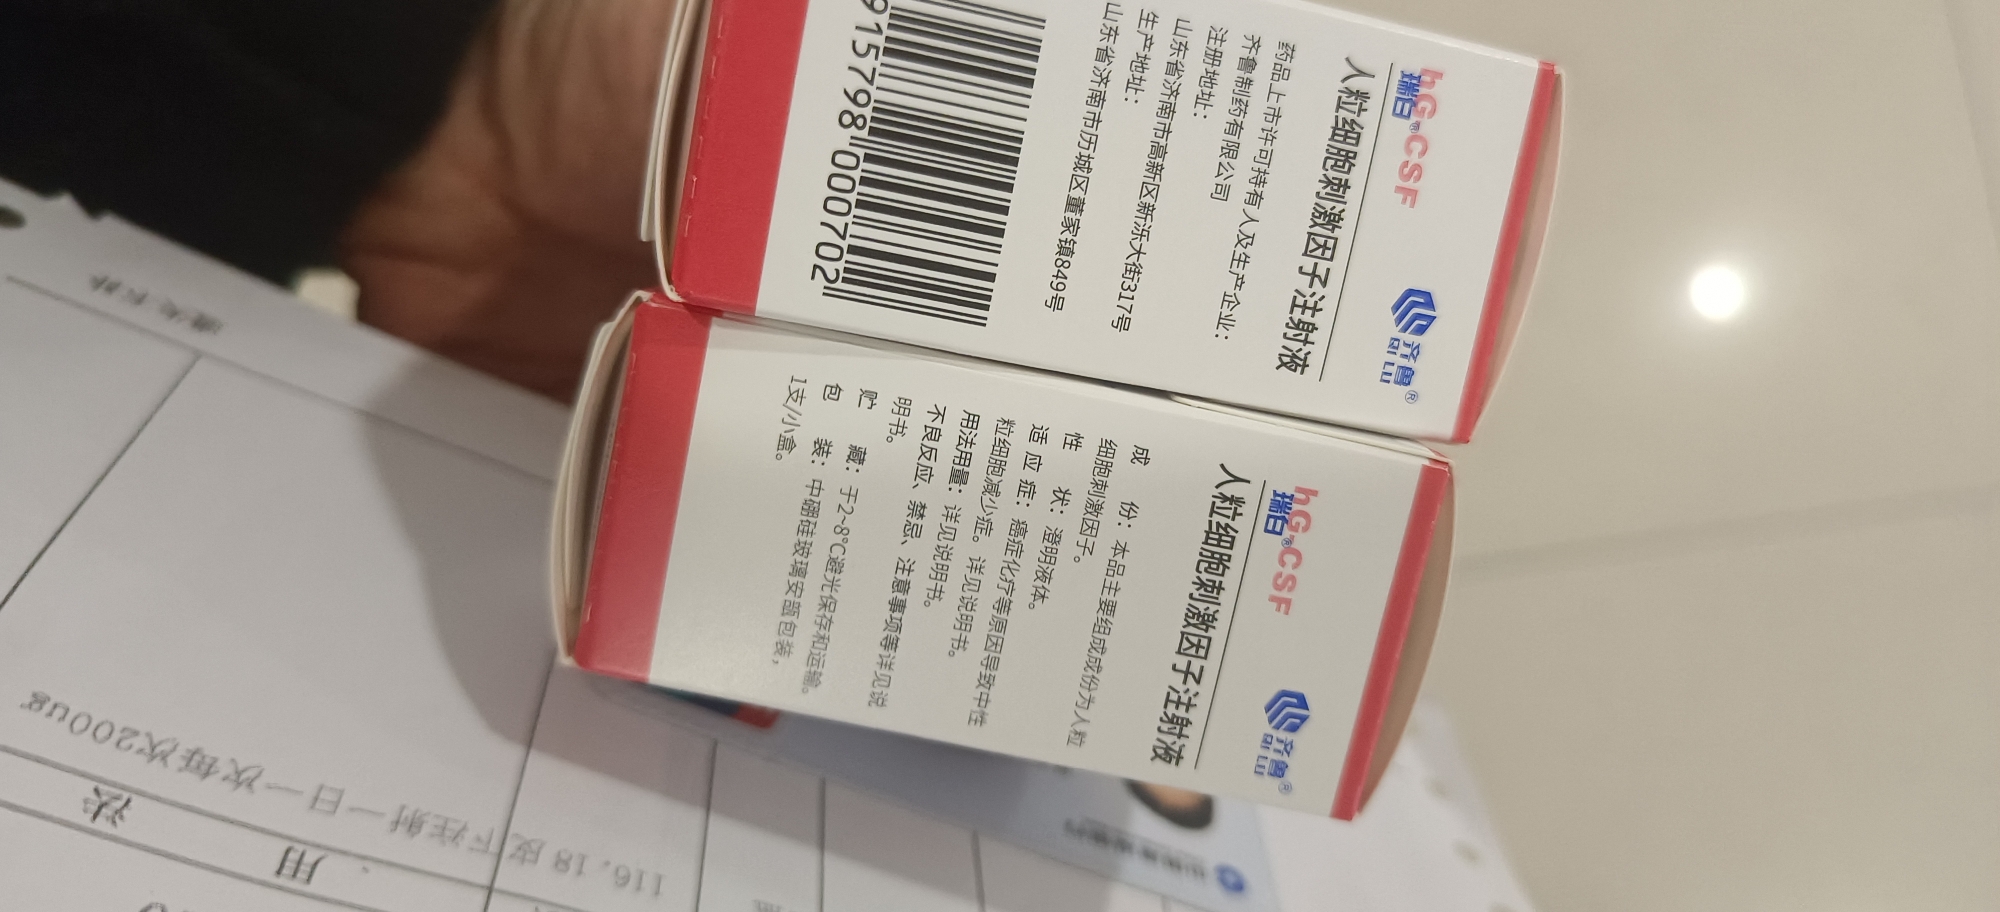 hG-CSF
瑞白®
齐鲁®
QILU
人粒细胞刺激因子注射液
药品上市许可持有人及生产企业:
齐鲁制药有限公司
注册地址:
山东省济南市高新区新泺大街317号
生产地址:
山东省济南市历城区董家镇849号
915798 000702
hG-CSF
瑞白®
齐鲁®
QILU
人粒细胞刺激因子注射液
成 份: 本品主要组成成份为人粒
细胞刺激因子。
性 状: 澄明液体。
适 应 症: 癌症化疗等原因导致中性
粒细胞减少症。详见说明书。
用法用量: 详见说明书。
不良反应、禁忌、注意事项等详见说
明书。
贮 藏: 于2~8°C避光保存和运输。
包 装: 中硼硅玻璃安瓿包装,
1支/小盒。
用 法
116.18 皮下注射一日一次每次200ug